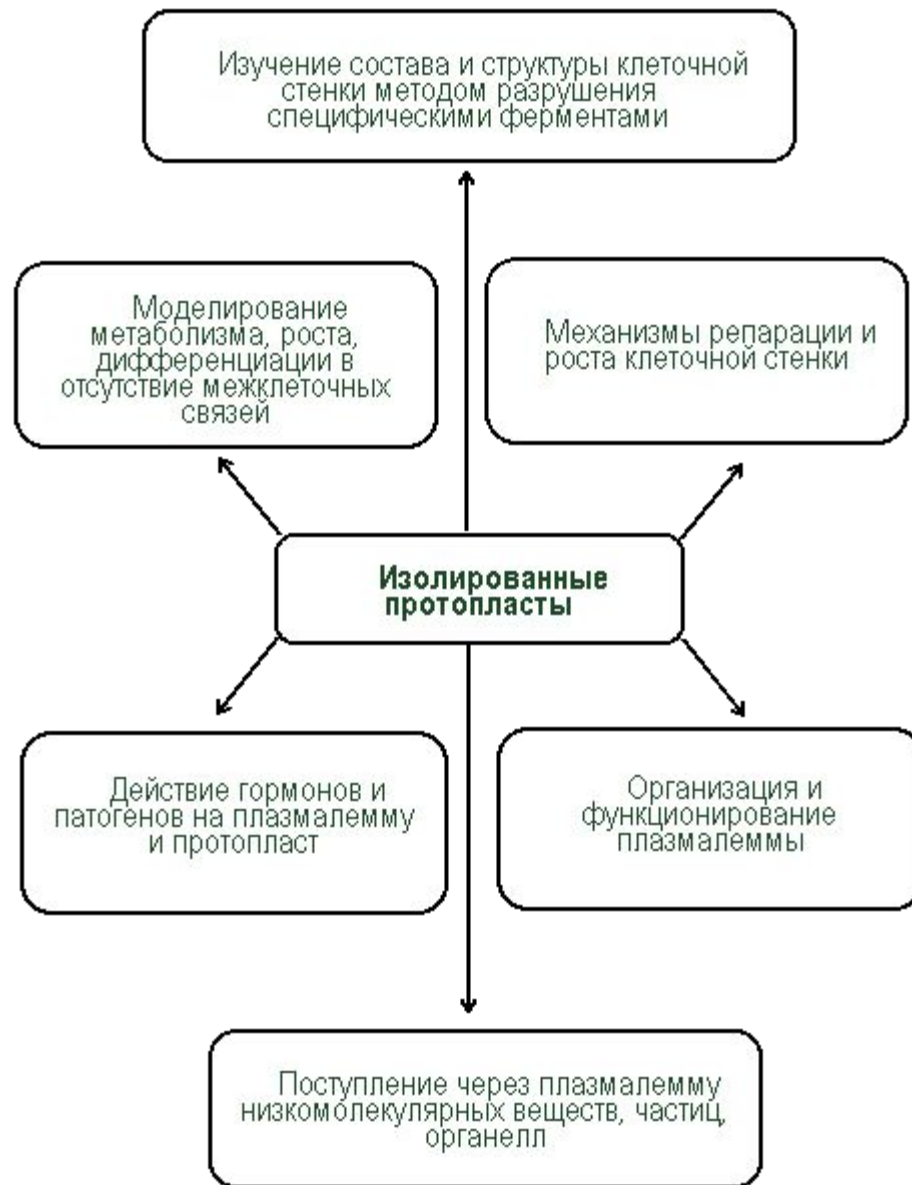 Изучение состава и структуры клеточной
стенки методом разрушения
специфическими ферментами
Моделирование
метаболизма, роста,
дифференциации в
отсутствие межклеточных
связей
Механизмы репарации и
роста клеточной стенки
Изолированные
протопласты
Действие гормонов и
патогенов на плазмалемму
и протопласт
Организация и
функционирование
плазмалеммы
Поступление через плазмалемму
низкомолекулярных веществ, частиц,
органелл